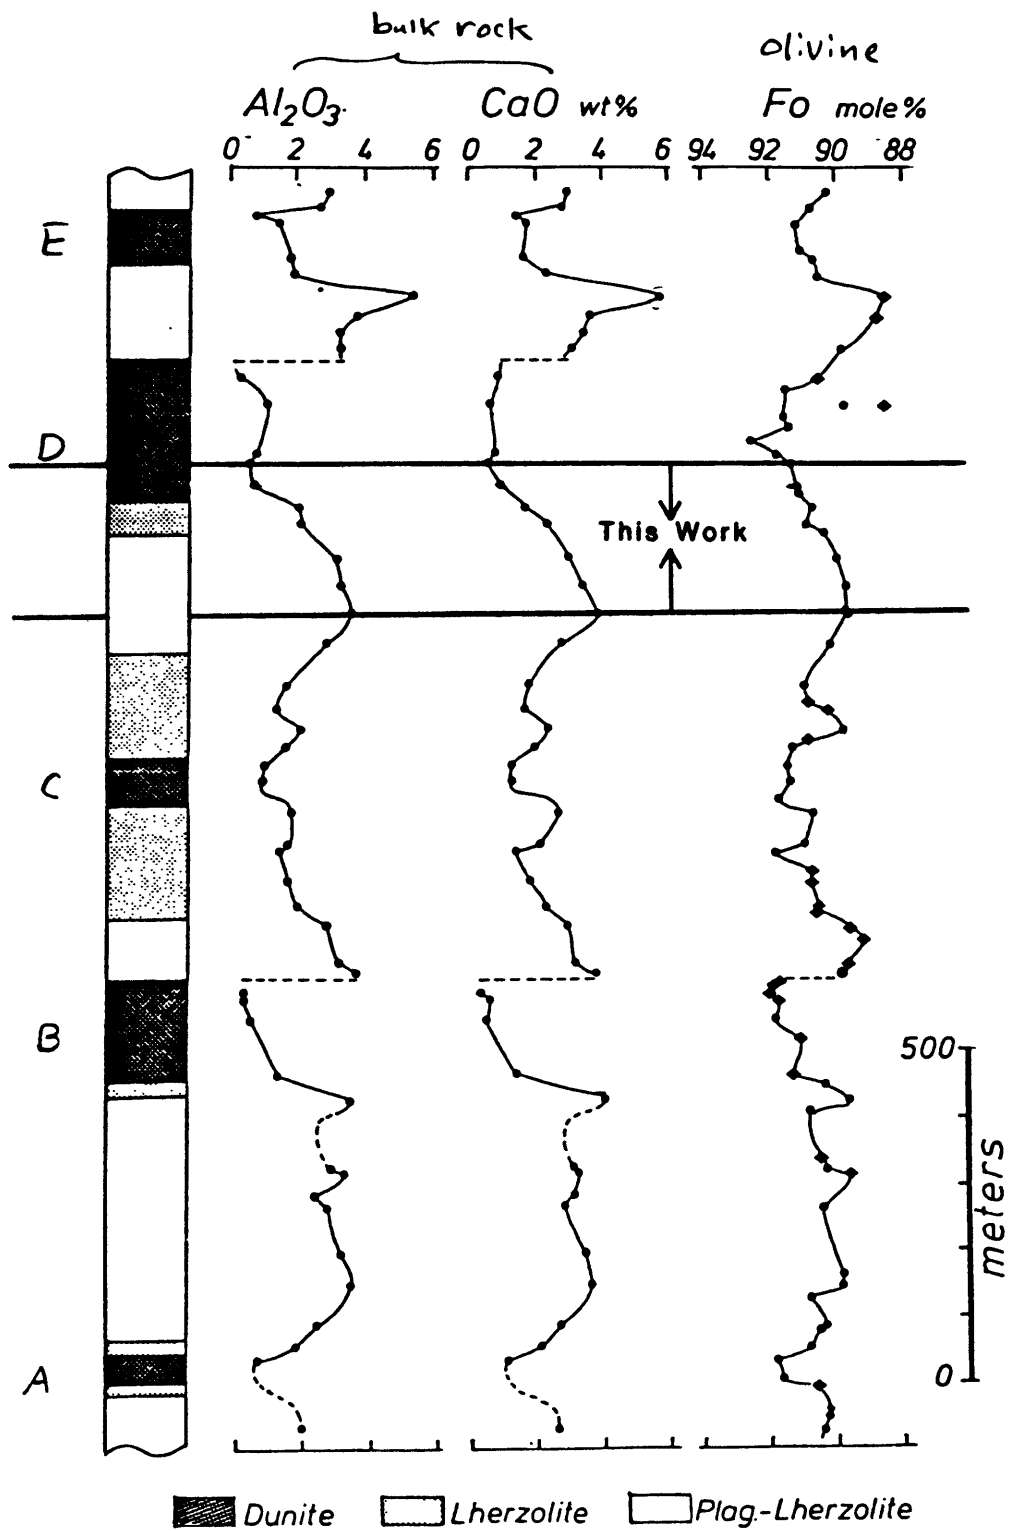 bulk rock
olivine
Al2O3. CaO wt% Fo mole%
0 2 4 6 0 2 4 6 94 92 90 88
E
D
This Work
C
B
500
meters
A
0
Dunite Lherzolite Plag.-Lherzolite